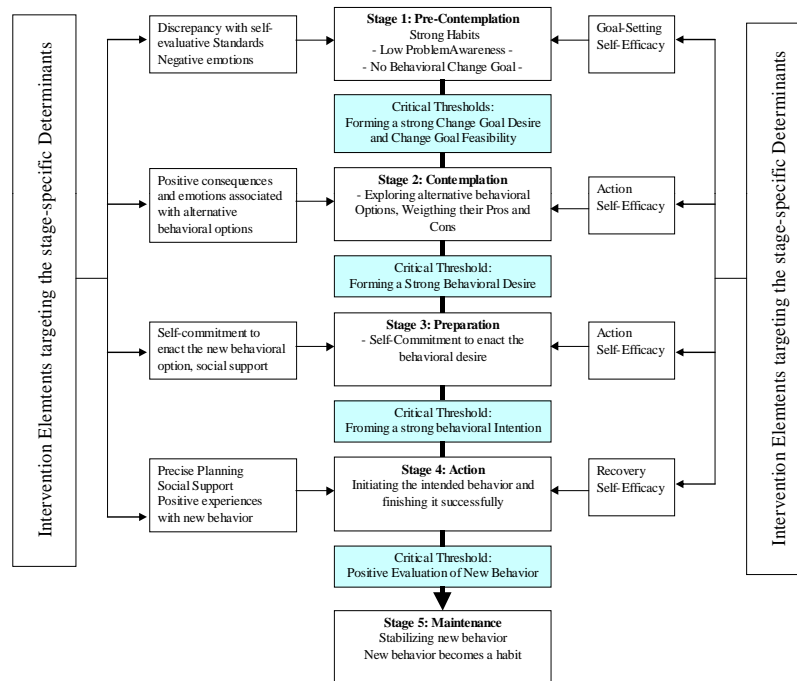 Intervention Elemtents targeting the stage-specific Determinants
Discrepancy with self-
evaluative Standards
Negative emotions
Stage 1: Pre-Contemplation
Strong Habits
- Low ProblemAwareness -
- No Behavioral Change Goal -
Goal-Setting
Self-Efficacy
Critical Thresholds:
Forming a strong Change Goal Desire
and Change Goal Feasibility
Positive consequences
and emotions associated
with alternative
behavioral options
Stage 2: Contemplation
- Exploring alternative behavioral
Options, Weigthing their Pros and
Cons
Action
Self-Efficacy
Critical Threshold:
Forming a Strong Behavioral Desire
Self-commitment to
enact the new behavioral
option, social support
Stage 3: Preparation
- Self-Commitment to enact the
behavioral desire
Action
Self-Efficacy
Critical Threshold:
Froming a strong behavioral Intention
Precise Planning
Social Support
Positive experiences
with new behavior
Stage 4: Action
Initiating the intended behavior and
finishing it successfully
Recovery
Self-Efficacy
Critical Threshold:
Positive Evaluation of New Behavior
Stage 5: Maintenance
Stabilizing new behavior
New behavior becomes a habit
Intervention Elements targeting the stage-specific Determinants